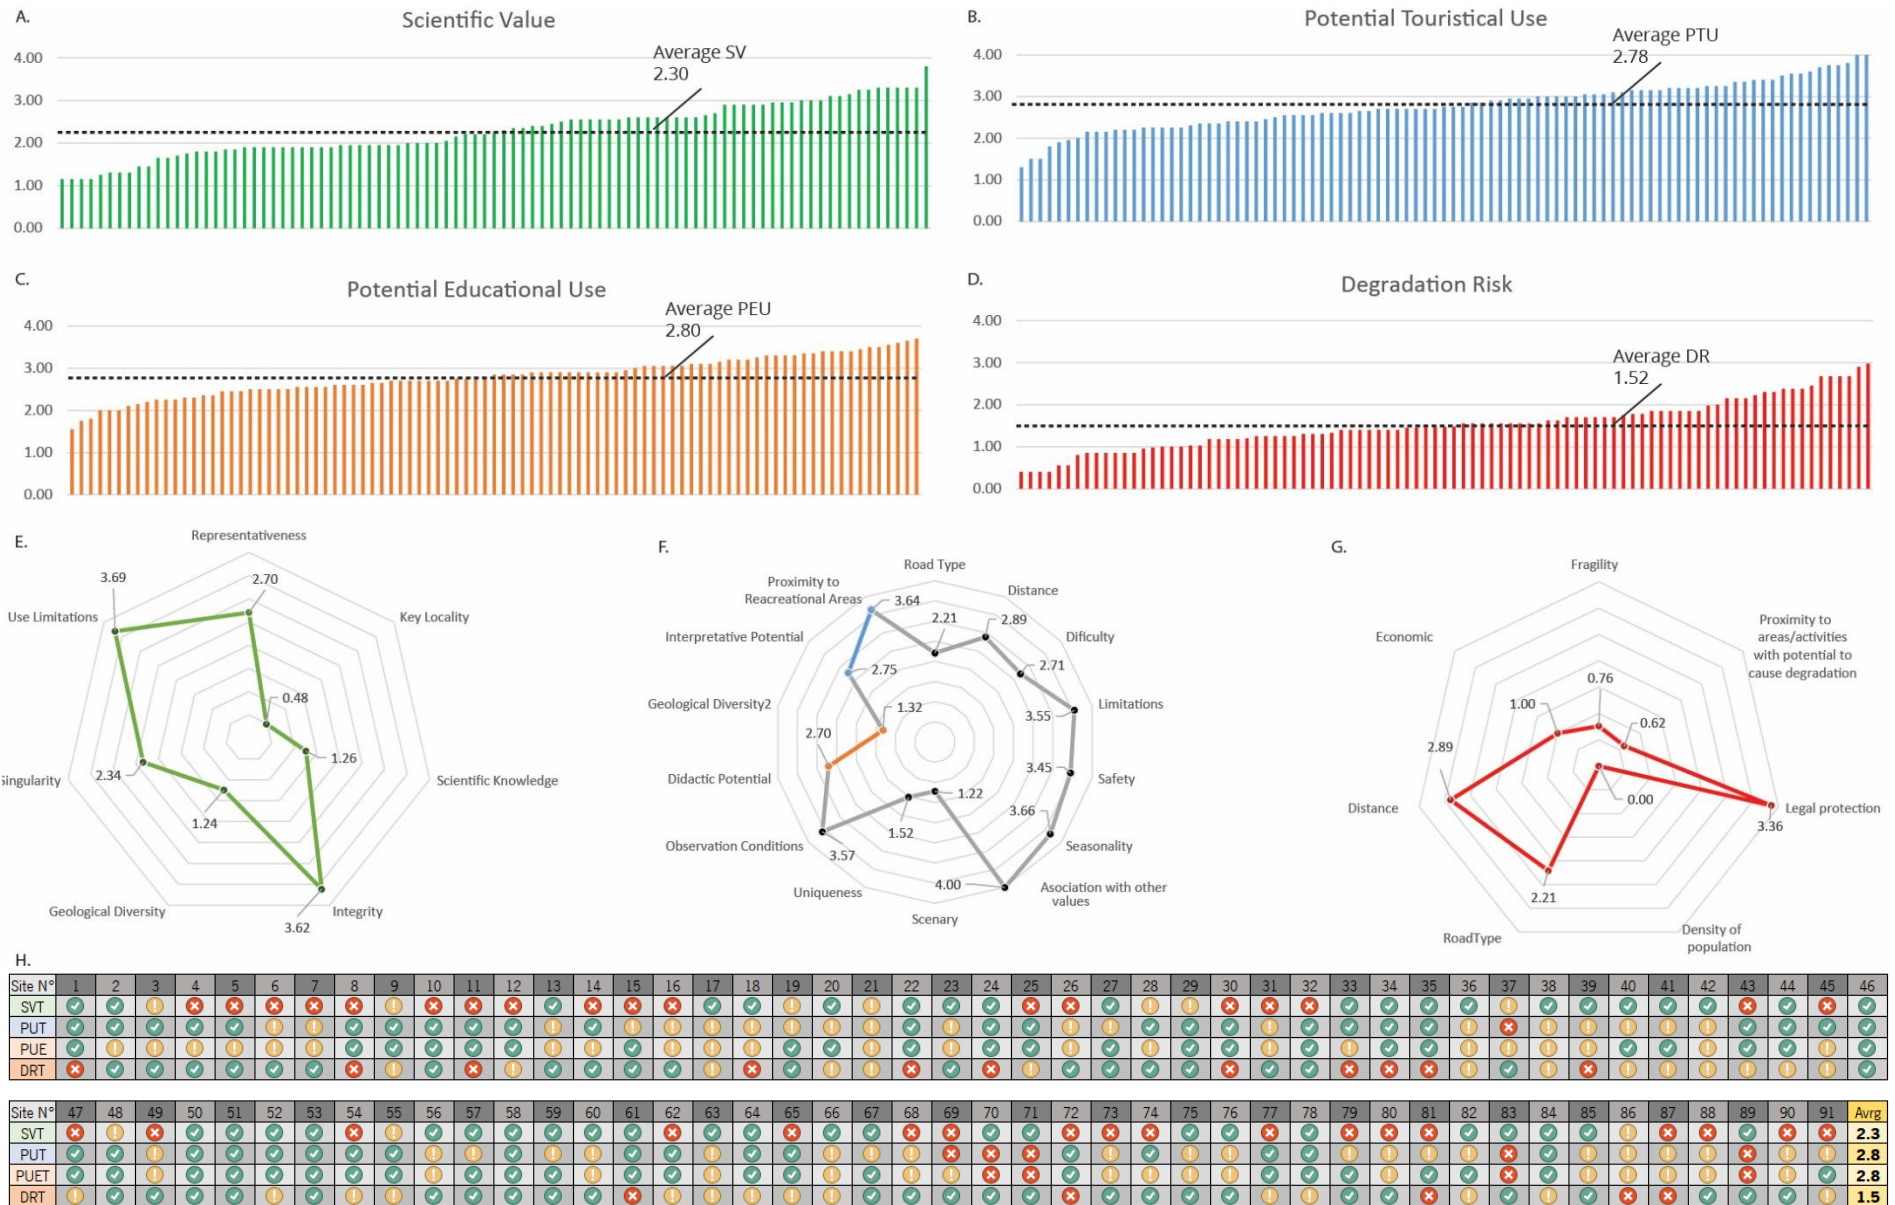 A.
Scientific Value
Average SV
2.30
4.00
3.00
2.00
1.00
0.00
B.
Potential Touristical Use
Average PTU
2.78
4.00
3.00
2.00
1.00
0.00
C.
Potential Educational Use
Average PEU
2.80
4.00
3.00
2.00
1.00
0.00
D.
Degradation Risk
Average DR
1.52
4.00
3.00
2.00
1.00
0.00
E.
Representativeness
2.70
Key Locality
0.48
Scientific Knowledge
1.26
Integrity
3.62
Geological Diversity
1.24
Singularity
2.34
Use Limitations
3.69
F.
Road Type
2.21
Distance
2.89
Dificulty
2.71
Limitations
3.55
Safety
3.45
Seasonality
3.66
Asociation with other
values
4.00
Scenary
1.22
Uniqueness
1.52
Observation Conditions
3.57
Didactic Potential
2.70
Geological Diversity2
1.32
Interpretative Potential
2.75
Proximity to
Reacreational Areas
3.64
G.
Fragility
0.76
Proximity to
areas/activities
with potential to
cause degradation
0.62
Legal protection
3.36
Density of
population
0.00
RoadType
2.21
Distance
2.89
Economic
1.00
H.
Site N° 1 2 3 4 5 6 7 8 9 10 11 12 13 14 15 16 17 18 19 20 21 22 23 24 25 26 27 28 29 30 31 32 33 34 35 36 37 38 39 40 41 42 43 44 45 46
SVT
PUT
PUE
DRT
Site N° 47 48 49 50 51 52 53 54 55 56 57 58 59 60 61 62 63 64 65 66 67 68 69 70 71 72 73 74 75 76 77 78 79 80 81 82 83 84 85 86 87 88 89 90 91 Avrg
SVT 2.3
PUT 2.8
PUET 2.8
DRT 1.5